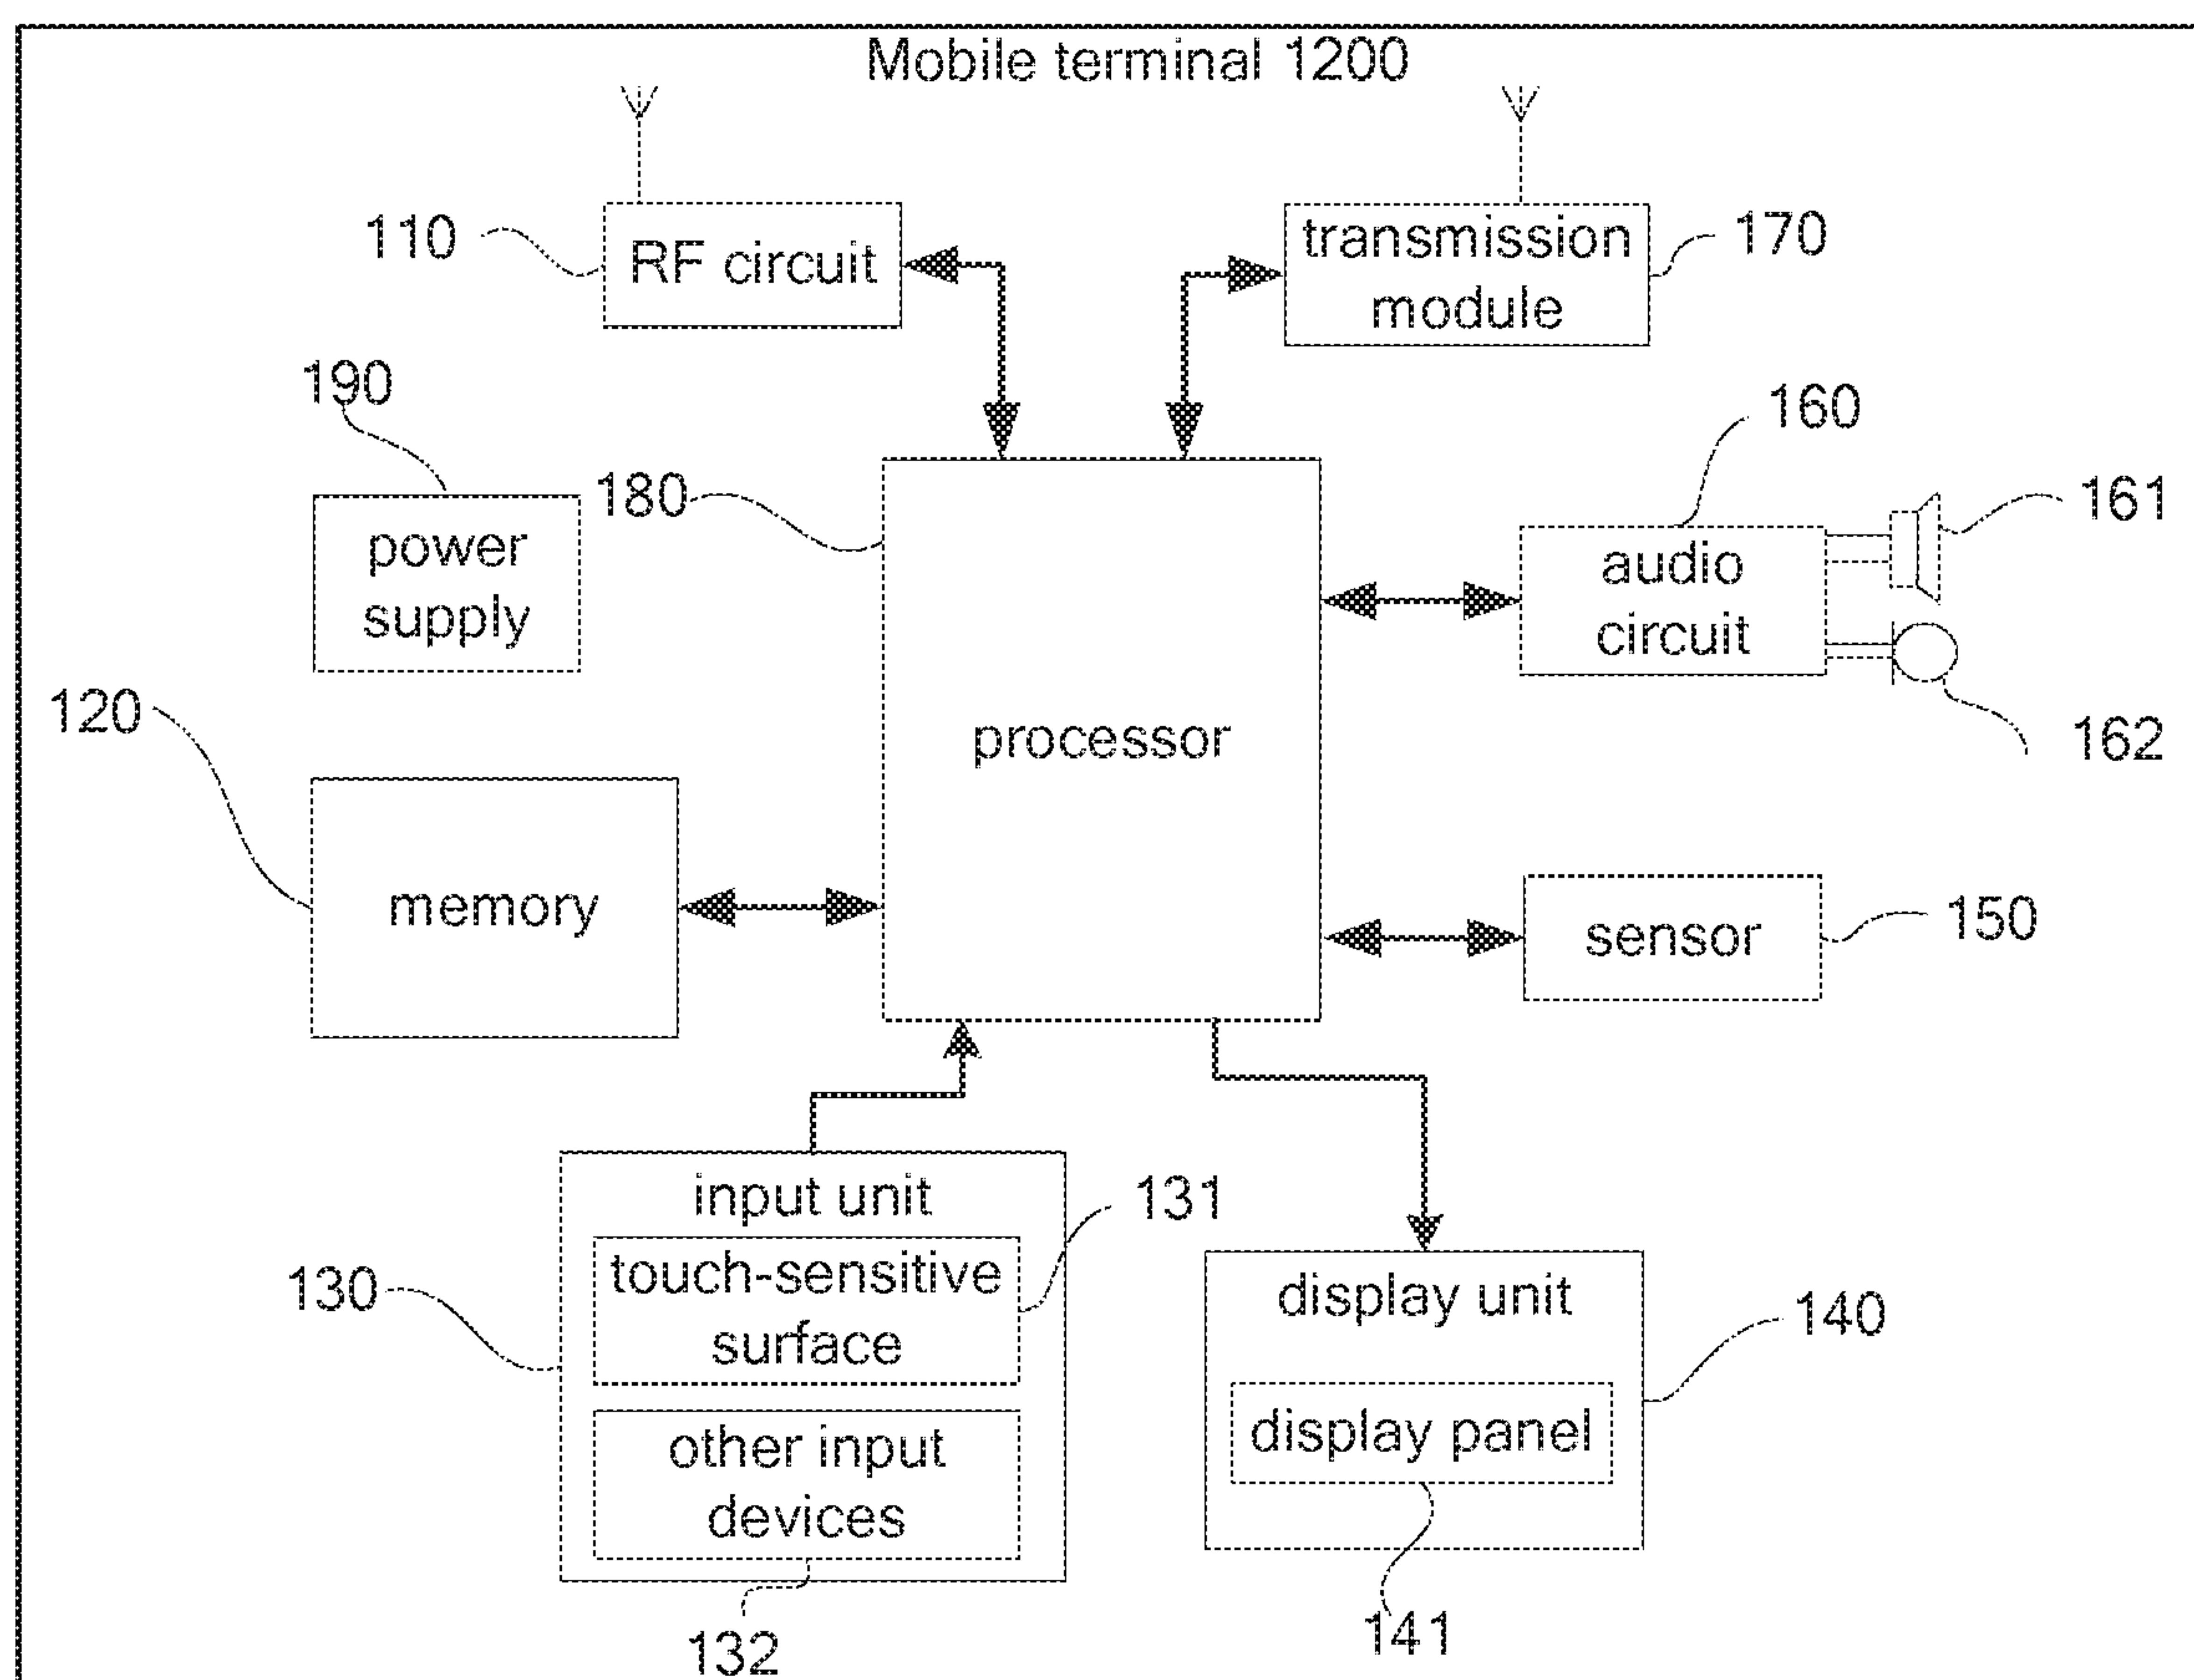 Mobile terminal 1200
110
RF circuit
transmission
module
170
190
power
supply
180
processor
160
audio
circuit
161
162
120
memory
sensor
150
130
input unit
touch-sensitive
surface
131
other input
devices
132
display unit
display panel
140
141